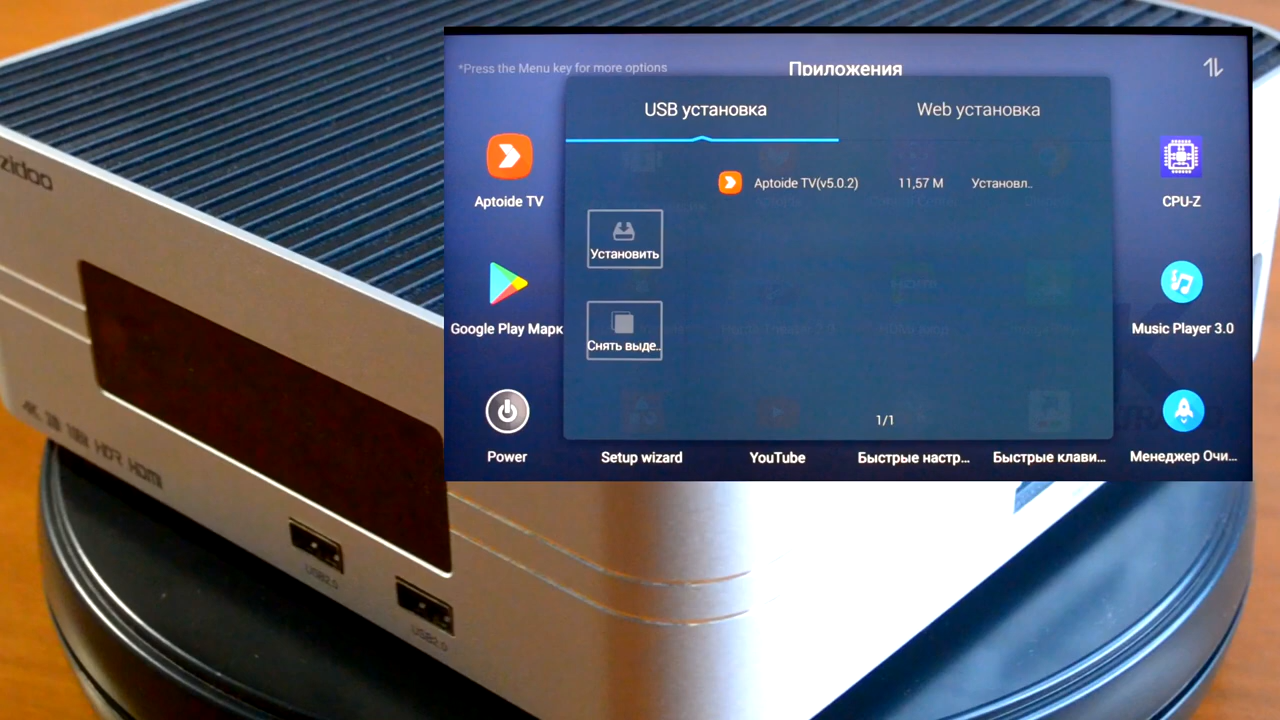 zidoo
4K 3D 10Bit HDR HDMI
USB2.0
USB2.0
*Press the Menu key for more options
Приложения
USB установка
Web установка
Aptoide TV(v5.0.2)
11,57 M
Установл..
Установить
Снять выде..
1/1
Aptoide TV
CPU-Z
Google Play Марк
Music Player 3.0
Power
Setup wizard
YouTube
Быстрые настр...
Быстрые клави...
Менеджер Очи...